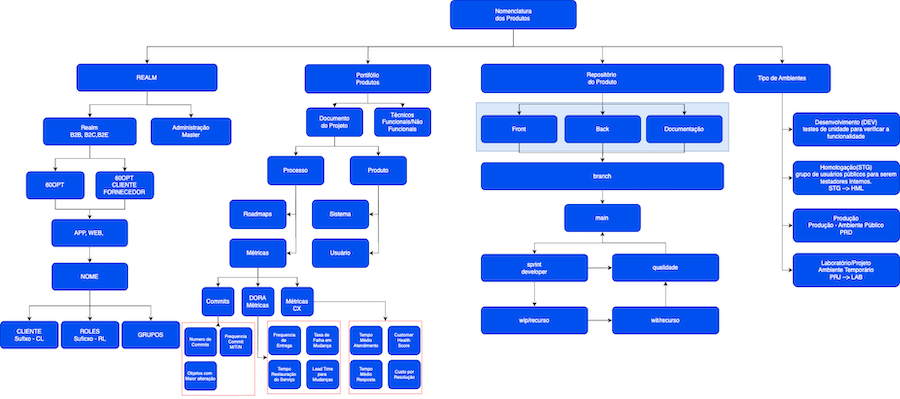 Nomenclatura
dos Produtos
REALM
Portifólio
Produtos
Repositório
do Produto
Tipo de Ambientes
Realm
B2B, B2C,B2E
Administração
Master
Documento
do Projeto
Técnicos
Funcionais/Não
Funcionais
Front
Back
Documentação
Desenvolvimento (DEV)
testes de unidade para verificar a
funcionalidade
60OPT
60OPT
CLIENTE
FORNECEDOR
Processo
Produto
branch
Homologação(STG)
grupo de usuários públicos para serem
testadores internos.
STG --> HML
APP, WEB,
Roadmaps
Sistema
main
Produção
Produção - Ambiente Público
PRD
NOME
Métricas
Usuário
sprint
developer
qualidade
Laboratório/Projeto
Ambiente Temporário
PRJ --> LAB
Commits
DORA
Métricas
Métricas
CX
CLIENTE
Sufixo - CL
ROLES
Suficxo - RL
GRUPOS
wip/recurso
wit/recurso
Numero de
Commits
Frequencia
Commit
M/T/N
Frequencia
de
Entrega
Taxa de
Falha em
Mudança
Tempo
Médio
Atendimento
Customer
Health
Score
Objetos com
Maior alteração
Tempo
Restauração
do Serviço
Lead Time
para
Mudanças
Tempo
Médio
Resposta
Custo por
Resolução